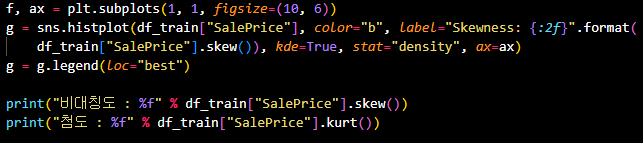 f, ax = plt.subplots(1, 1, figsize=(10, 6))
g = sns.histplot(df_train["SalePrice"], color="b", label="Skewness: {:2f}".format(
    df_train["SalePrice"].skew()), kde=True, stat="density", ax=ax)
g = g.legend(loc="best")

print("비대칭도 : %f" % df_train["SalePrice"].skew())
print("첨도 : %f" % df_train["SalePrice"].kurt())